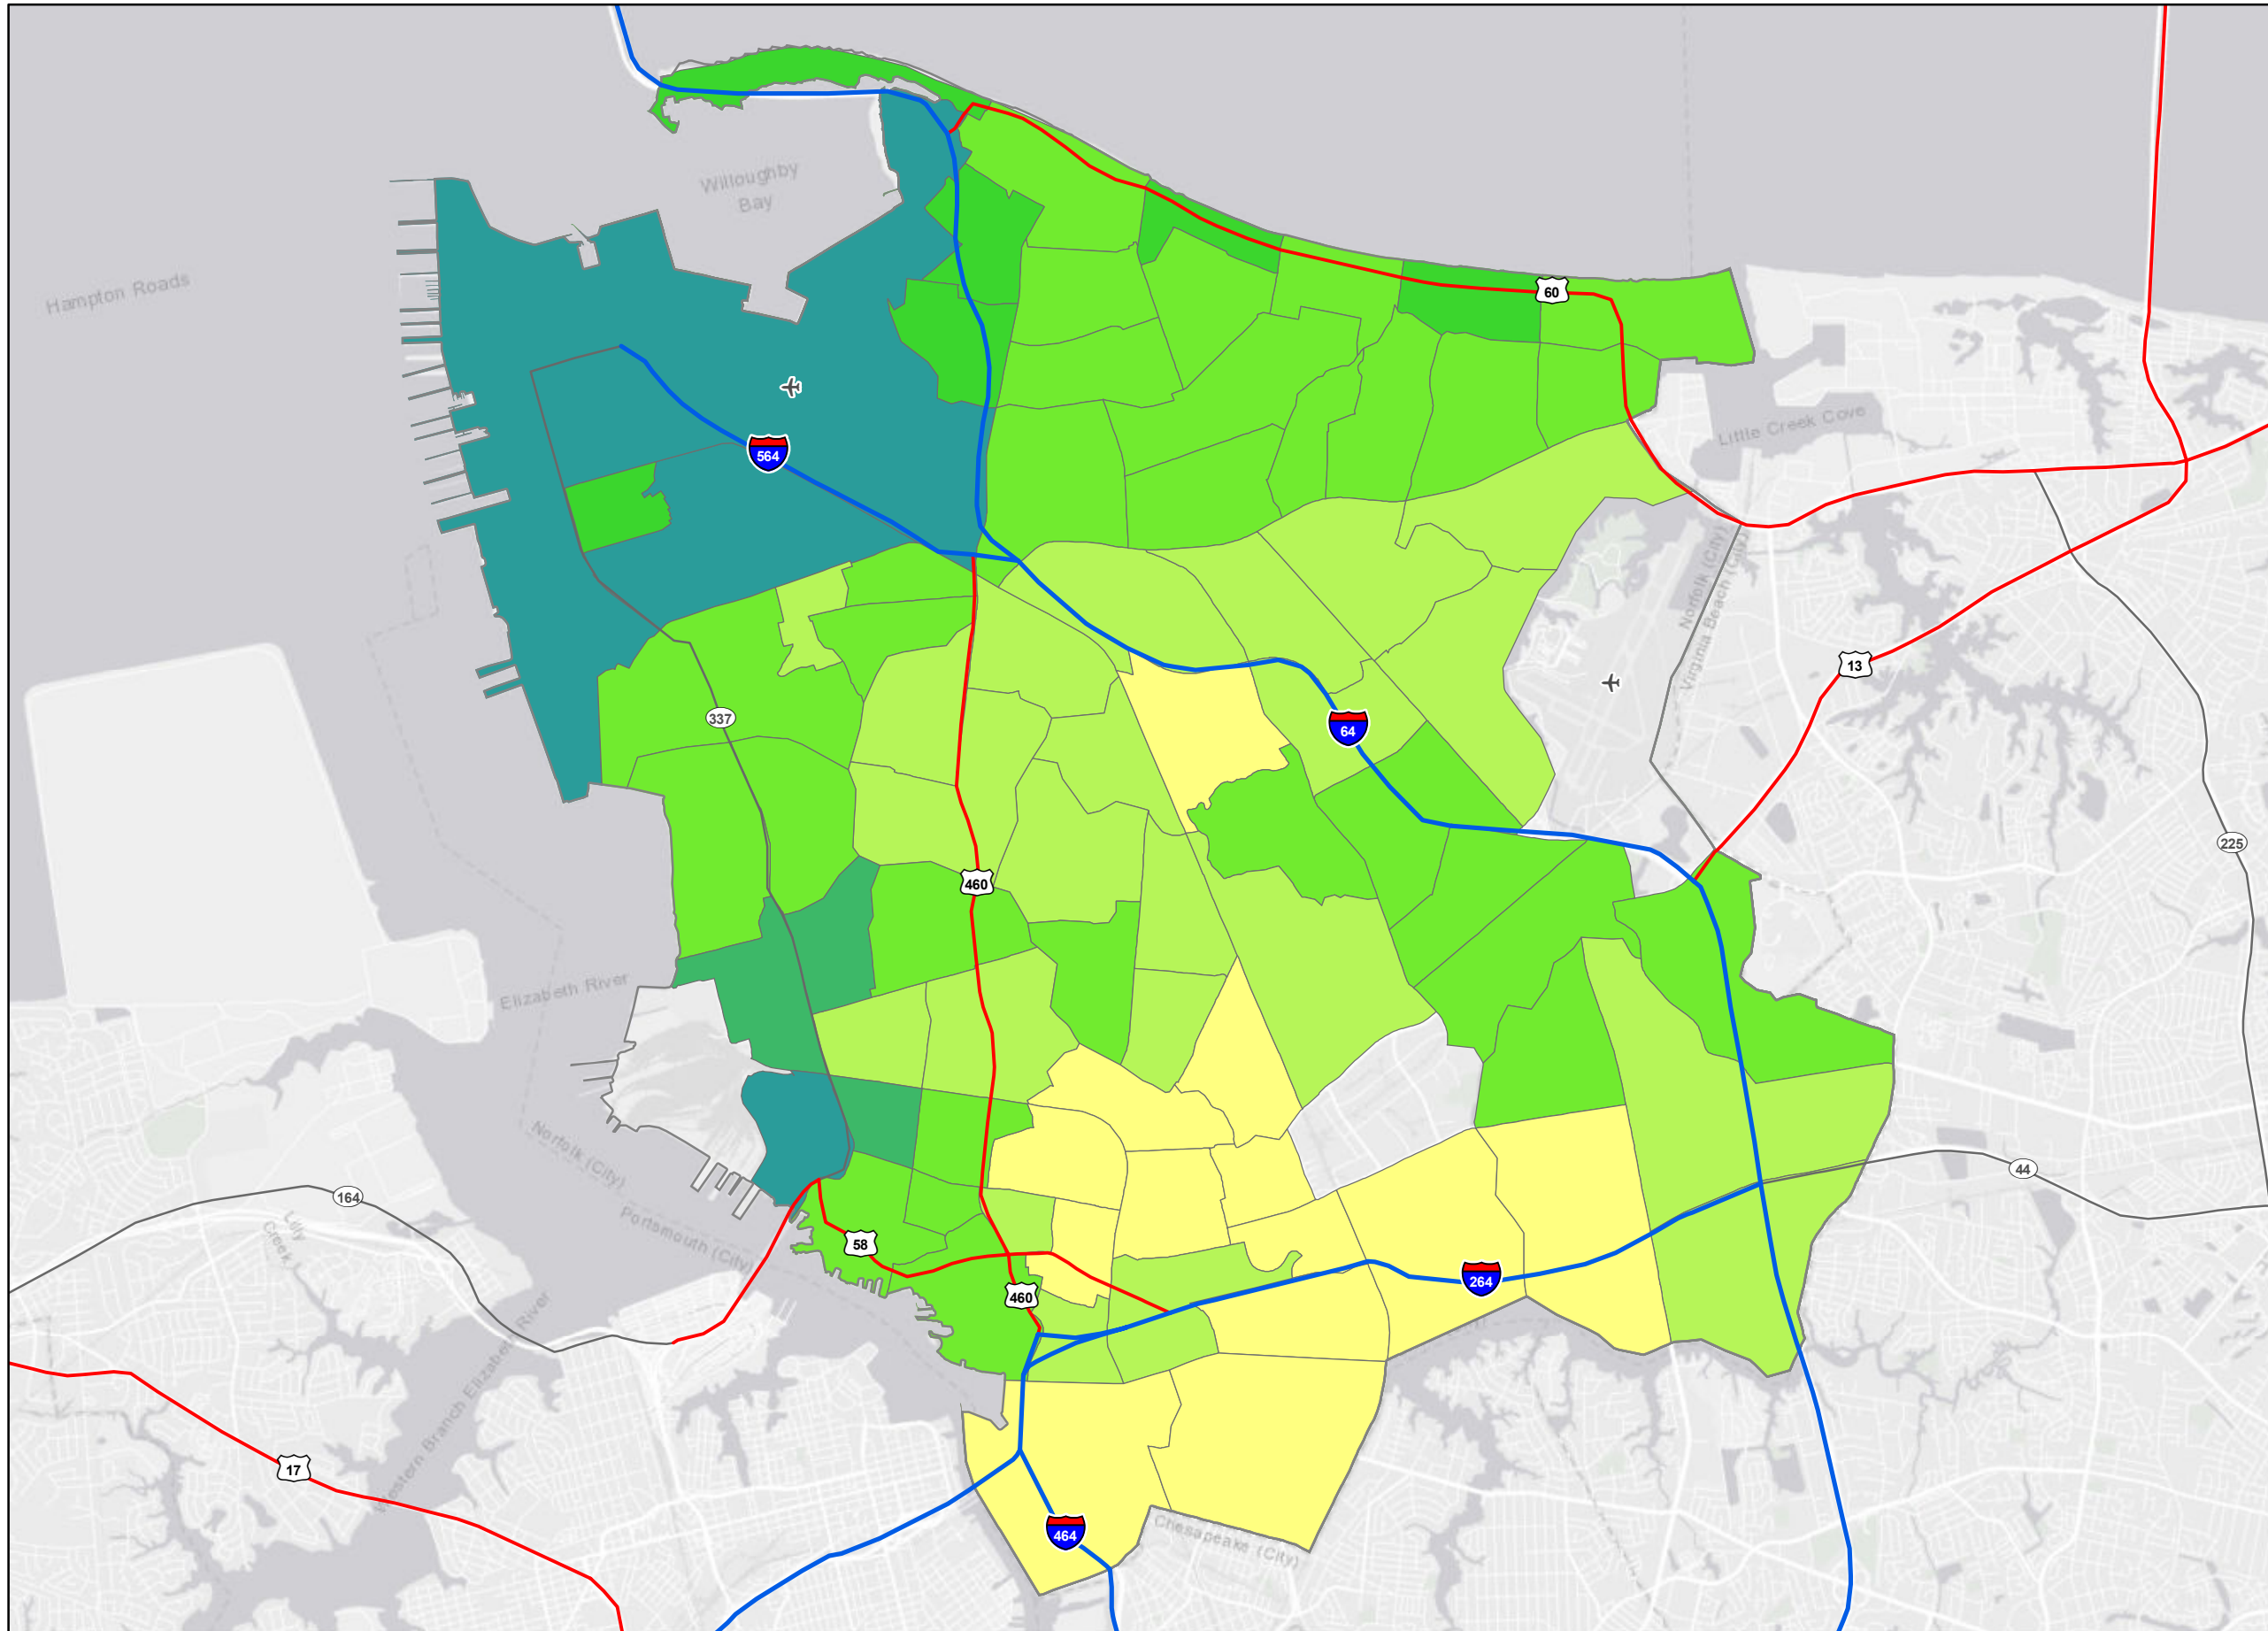 Willoughby
Bay
Hampton Roads
60
Little Creek Cove
564
Norfolk (City)
Virginia Beach (City)
13
337
64
225
460
Elizabeth River
Norfolk (City)
44
164
Lilly
Creek
Portsmouth (City)
58
264
460
Western Branch Elizabeth River
17
464
Chesapeake (City)